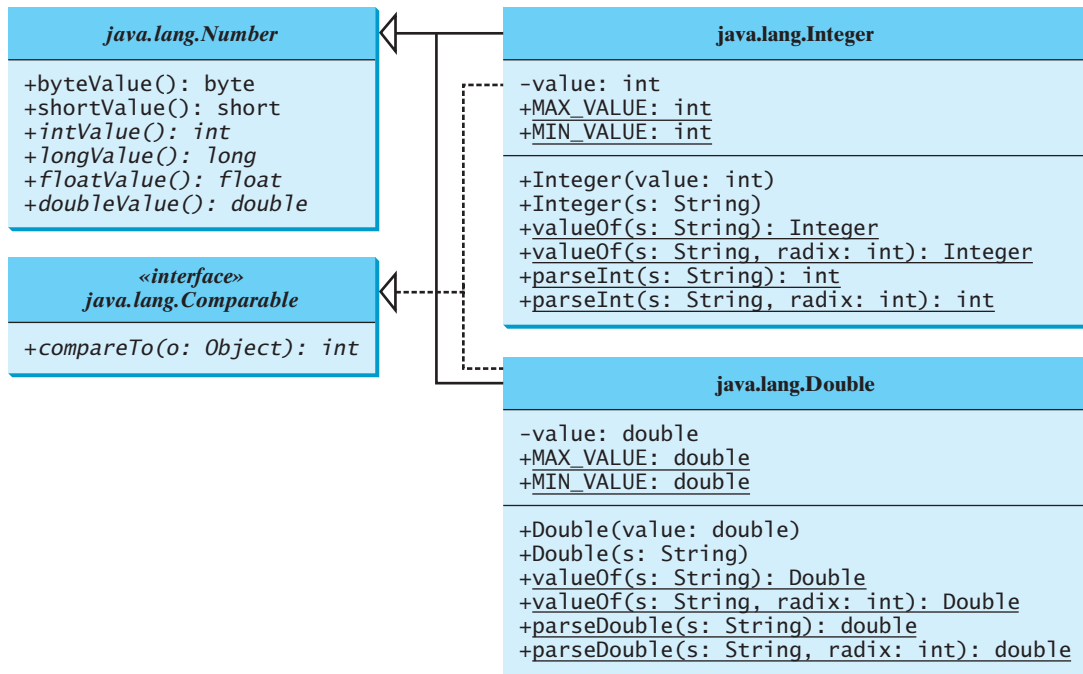 java.lang.Number
+byteValue(): byte
+shortValue(): short
+intValue(): int
+longValue(): long
+floatValue(): float
+doubleValue(): double
«interface»
java.lang.Comparable
+compareTo(o: Object): int
java.lang.Integer
-value: int
+MAX_VALUE: int
+MIN_VALUE: int
+Integer(value: int)
+Integer(s: String)
+valueOf(s: String): Integer
+valueOf(s: String, radix: int): Integer
+parseInt(s: String): int
+parseInt(s: String, radix: int): int
java.lang.Double
-value: double
+MAX_VALUE: double
+MIN_VALUE: double
+Double(value: double)
+Double(s: String)
+valueOf(s: String): Double
+valueOf(s: String, radix: int): Double
+parseDouble(s: String): double
+parseDouble(s: String, radix: int): double